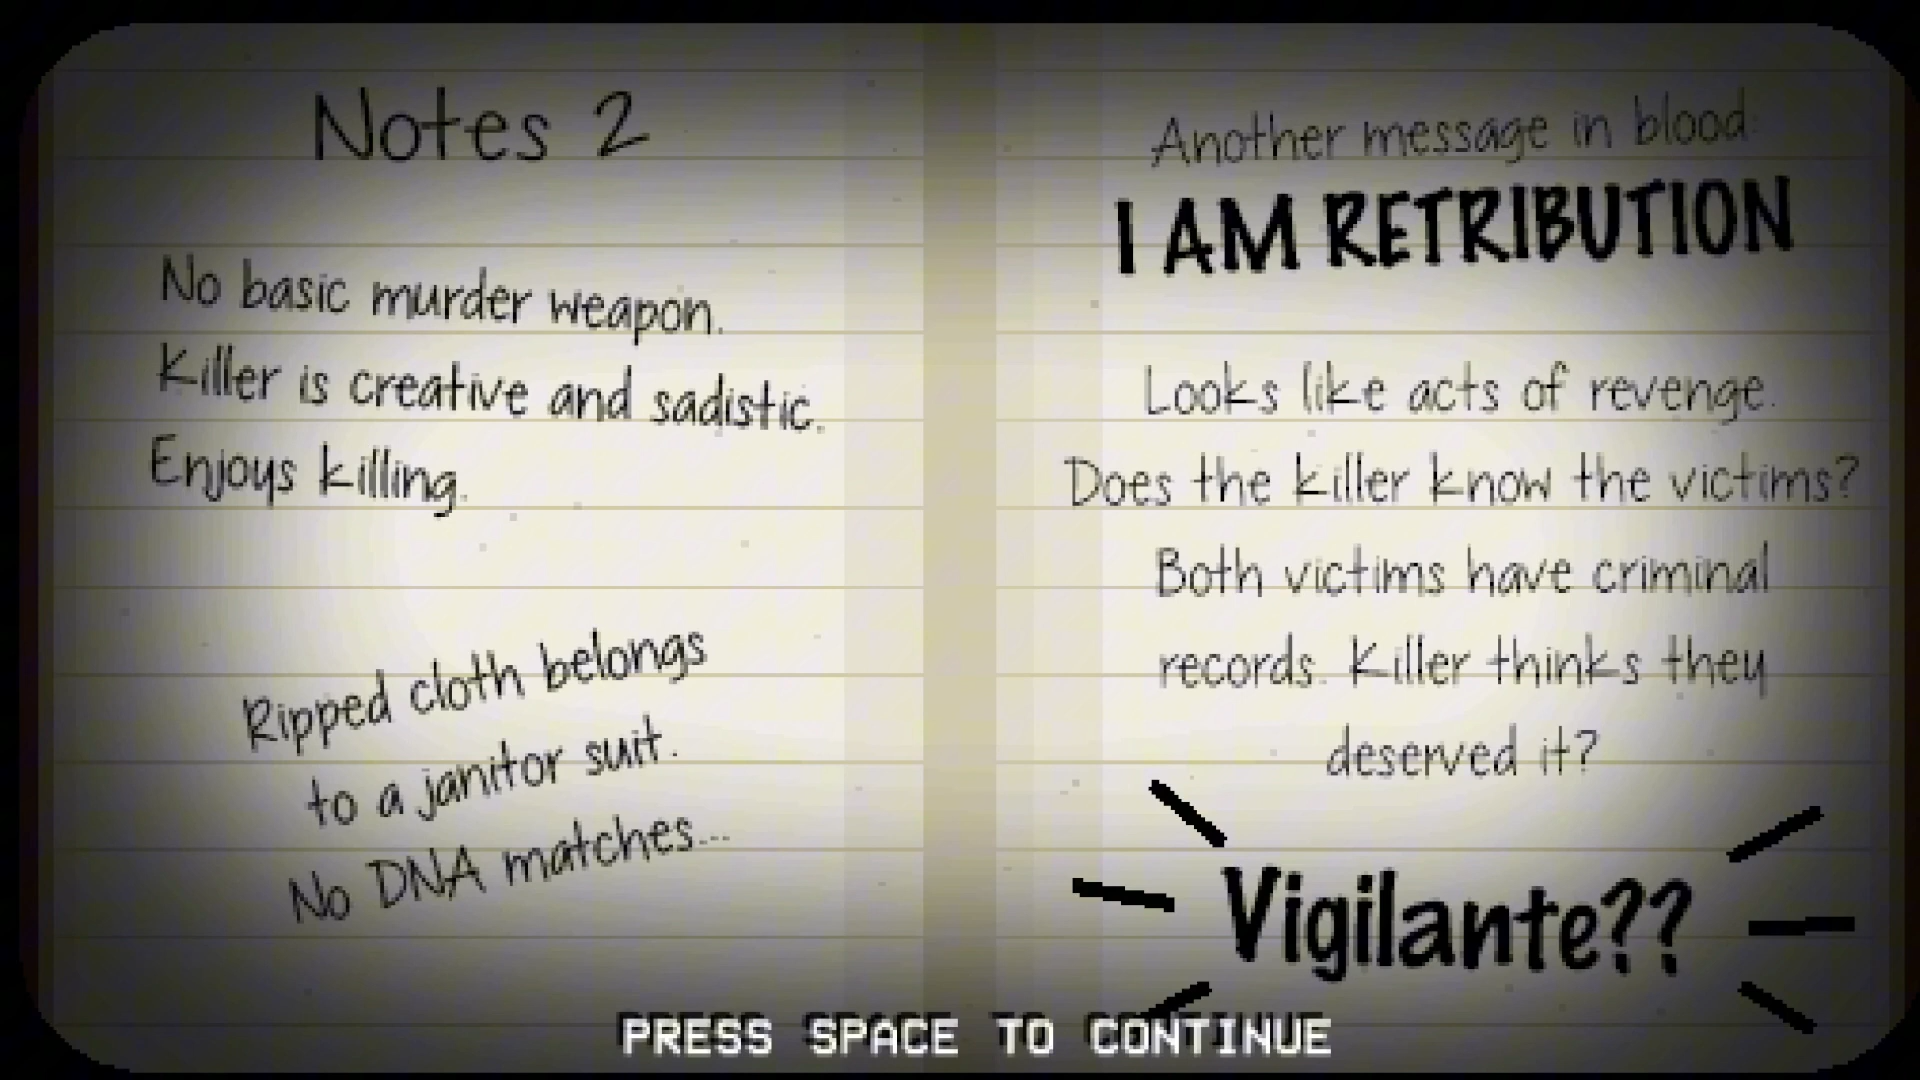 Notes 2
No basic murder weapon.
Killer is creative and sadistic.
Enjoys killing.
Ripped cloth belongs
to a janitor suit.
No DNA matches...
Another message in blood:
I AM RETRIBUTION
Looks like acts of revenge.
Does the killer know the victims?
Both victims have criminal
records. Killer thinks they
deserved it?
Vigilante??
PRESS SPACE TO CONTINUE